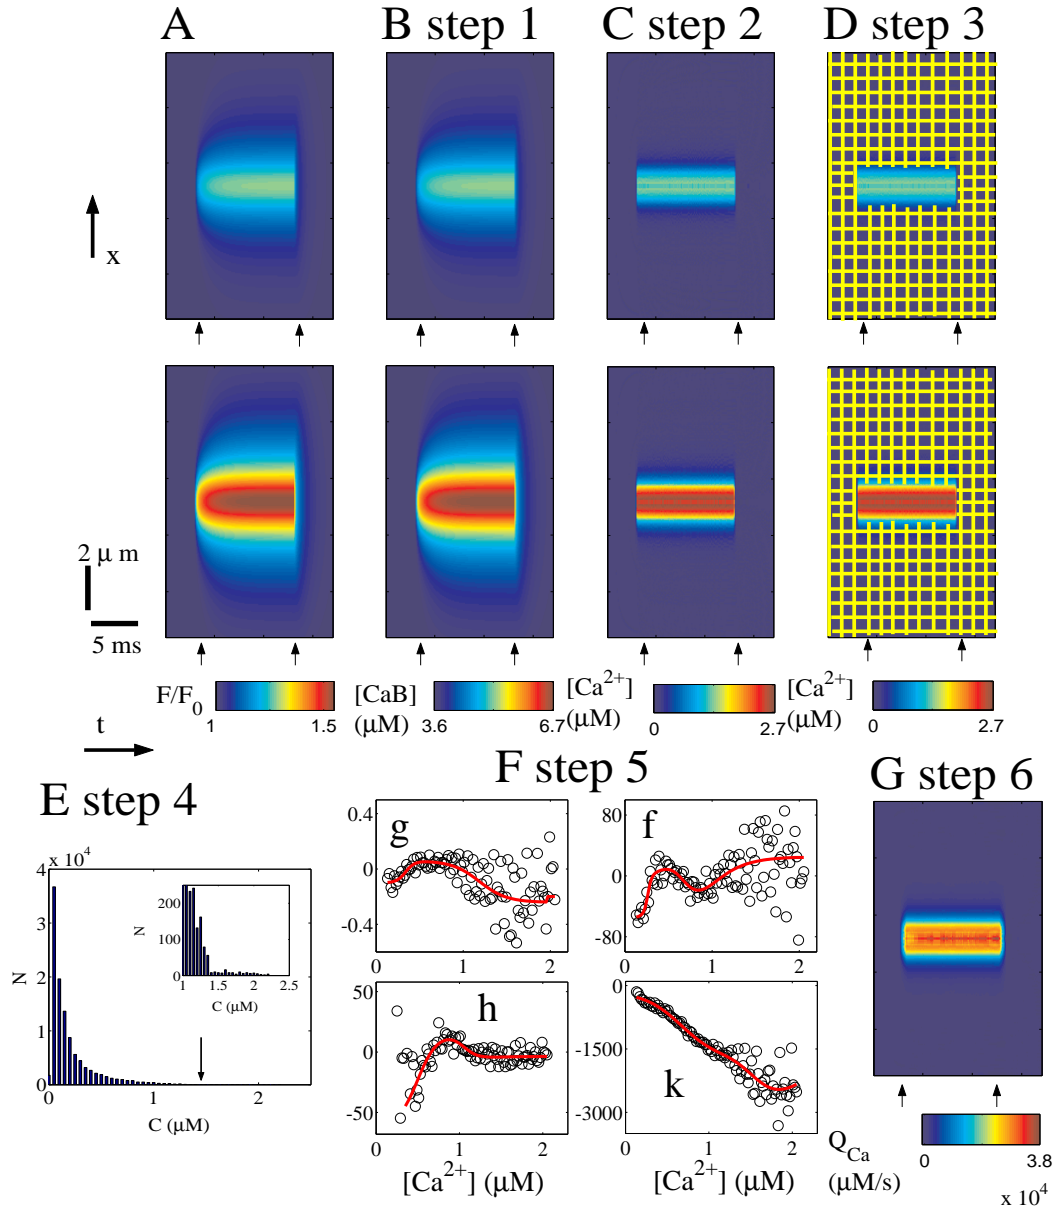 A
B step 1
C step 2
D step 3
x
2 μ m
5 ms
t
F/F0
1 1.5
[CaB]
(μM)
3.6 6.7
[Ca2+]
(μM)
0 2.7
[Ca2+]
(μM)
0 2.7
E step 4
x 10^4
4
3
2
1
0
N
0 2
C (μM)
200
100
0
N
1 1.5 2 2.5
C (μM)
F step 5
g
0.4
0
-0.4
0 1 2
f
80
0
-80
0 1 2
h
50
0
-50
0 1 2
[Ca2+] (μM)
k
0
-1500
-3000
0 1 2
[Ca2+] (μM)
G step 6
QCa
(μM/s)
0 3.8
x 10^4